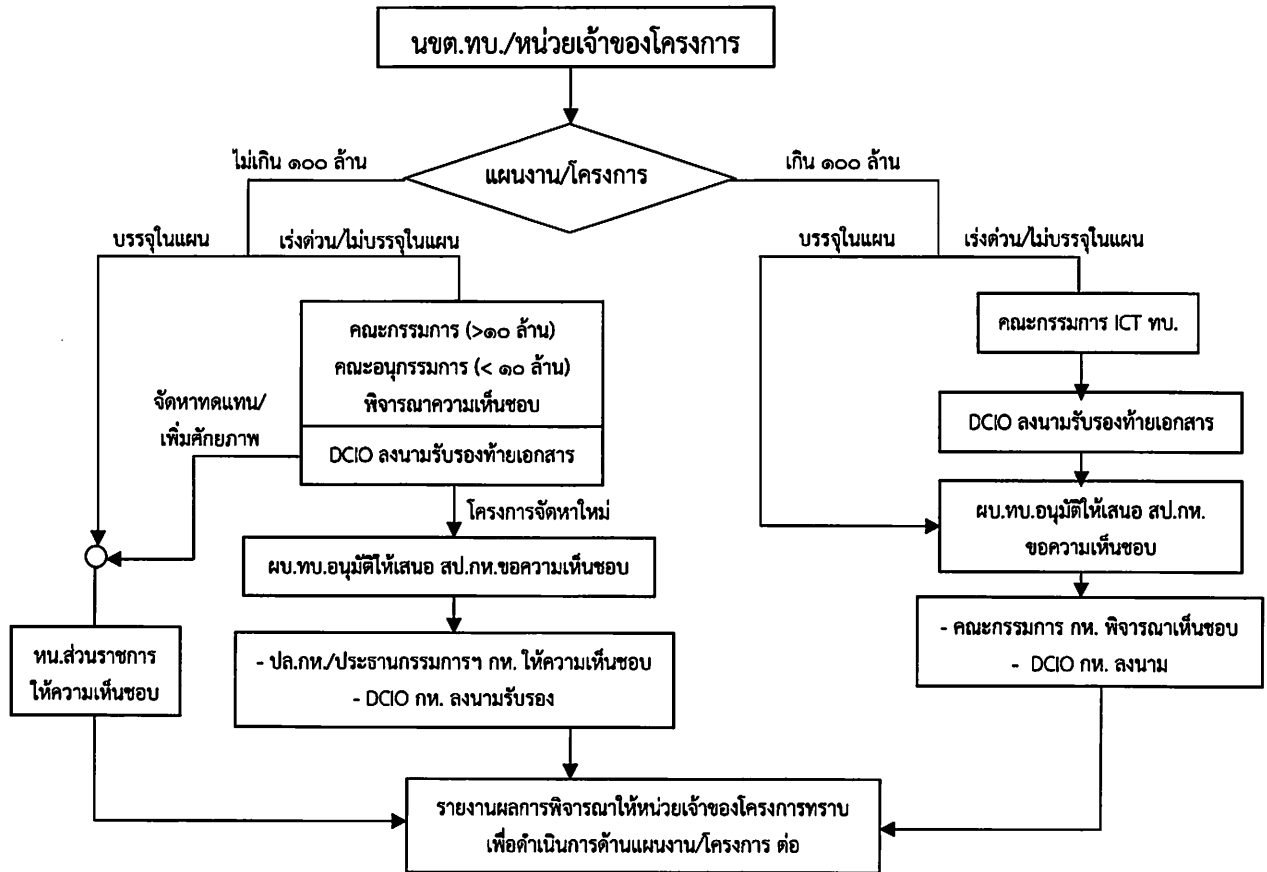 นขต.ทบ./หน่วยเจ้าของโครงการ
แผนงาน/โครงการ
ไม่เกิน ๑๐๐ ล้าน
เกิน ๑๐๐ ล้าน
บรรจุในแผน
เร่งด่วน/ไม่บรรจุในแผน
บรรจุในแผน
เร่งด่วน/ไม่บรรจุในแผน
คณะกรรมการ (>๑๐ ล้าน)
คณะอนุกรรมการ (< ๑๐ ล้าน)
พิจารณาความเห็นชอบ
DCIO ลงนามรับรองท้ายเอกสาร
จัดหาทดแทน/
เพิ่มศักยภาพ
โครงการจัดหาใหม่
ผบ.ทบ.อนุมัติให้เสนอ สป.กห.ขอความเห็นชอบ
- ปล.กห./ประธานกรรมการฯ กห. ให้ความเห็นชอบ
- DCIO กห. ลงนามรับรอง
หน.ส่วนราชการ
ให้ความเห็นชอบ
คณะกรรมการ ICT ทบ.
DCIO ลงนามรับรองท้ายเอกสาร
ผบ.ทบ.อนุมัติให้เสนอ สป.กห.
ขอความเห็นชอบ
- คณะกรรมการ กห. พิจารณาเห็นชอบ
- DCIO กห. ลงนาม
รายงานผลการพิจารณาให้หน่วยเจ้าของโครงการทราบ
เพื่อดำเนินการด้านแผนงาน/โครงการ ต่อ